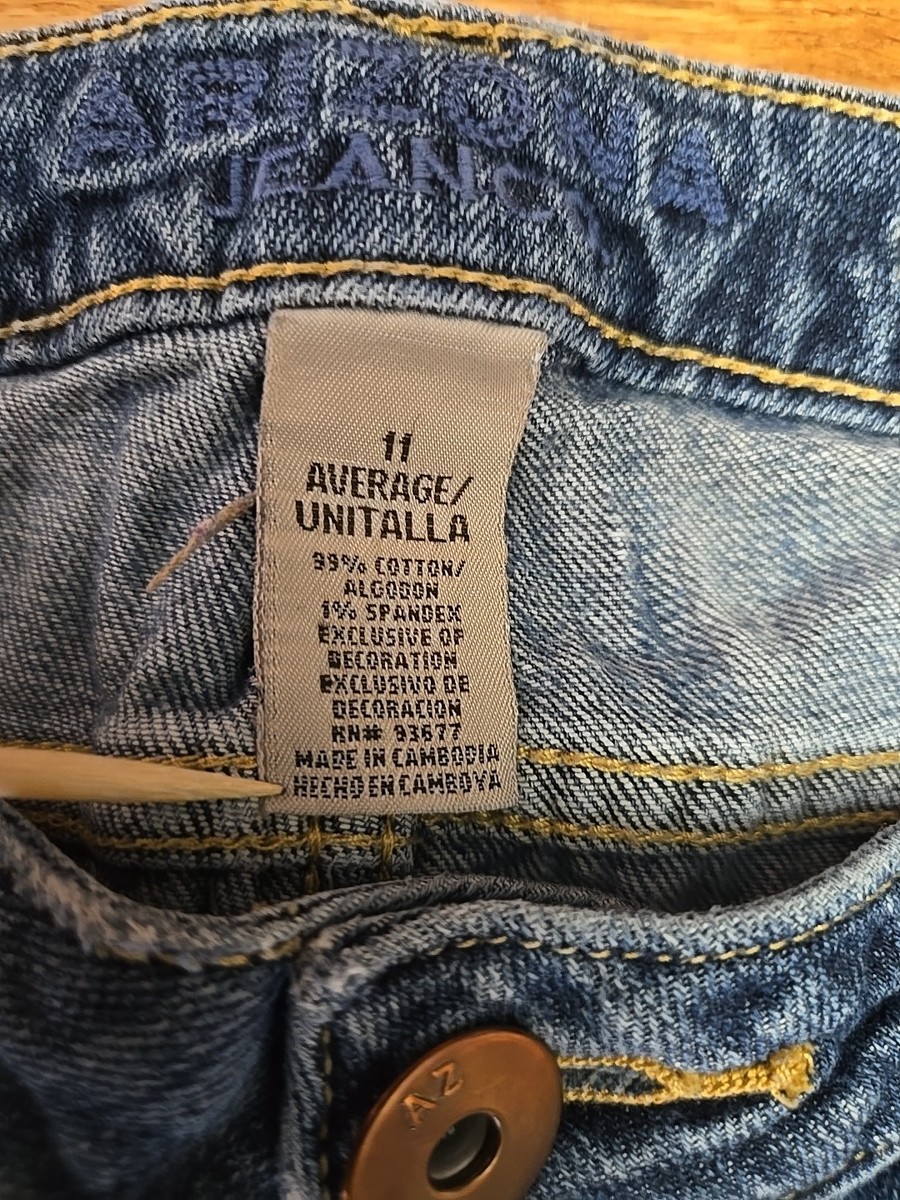 ARIZONA
JEAN CO.
11
AVERAGE/
UNITALLA
99% COTTON/
ALGODON
1% SPANDEX
EXCLUSIVE OF
DECORATION
EXCLUSIVO DE
DECORACION
RN# 93677
MADE IN CAMBODIA
HECHO EN CAMBOYA
AZ